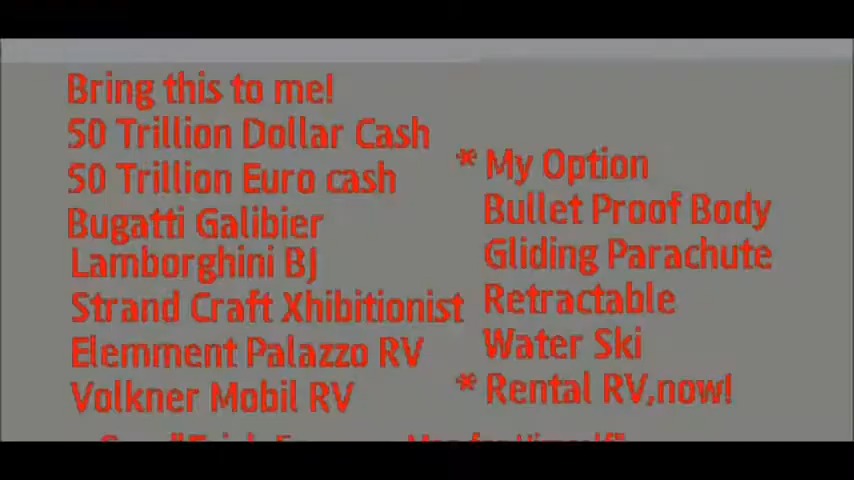 Bring this to me!
50 Trillion Dollar Cash
50 Trillion Euro cash
Bugatti Galibier
Lamborghini BJ
Strand Craft Xhibitionist
Elemment Palazzo RV
Volkner Mobil RV
* My Option
Bullet Proof Body
Gliding Parachute
Retractable
Water Ski
* Rental RV,now!